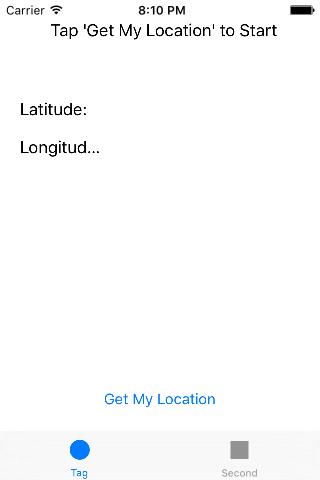 Carrier 8:10 PM
Tap 'Get My Location' to Start
Latitude:
Longitud...
Get My Location
Tag Second